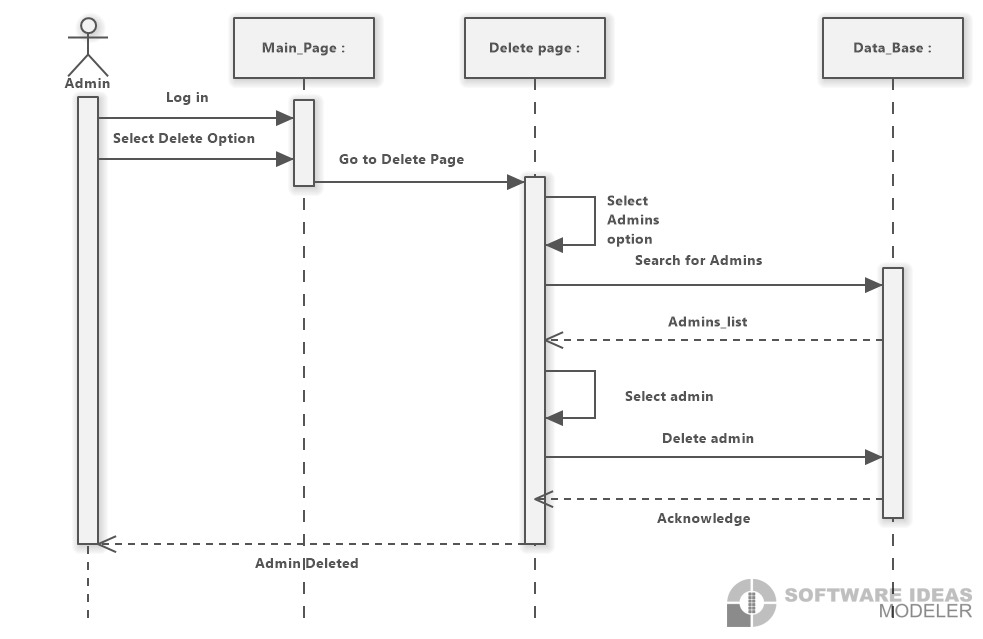 Admin
Main_Page :
Delete page :
Data_Base :
Log in
Select Delete Option
Go to Delete Page
Select
Admins
option
Search for Admins
Admins_list
Select admin
Delete admin
Acknowledge
Admin Deleted
SOFTWARE IDEAS
MODELER